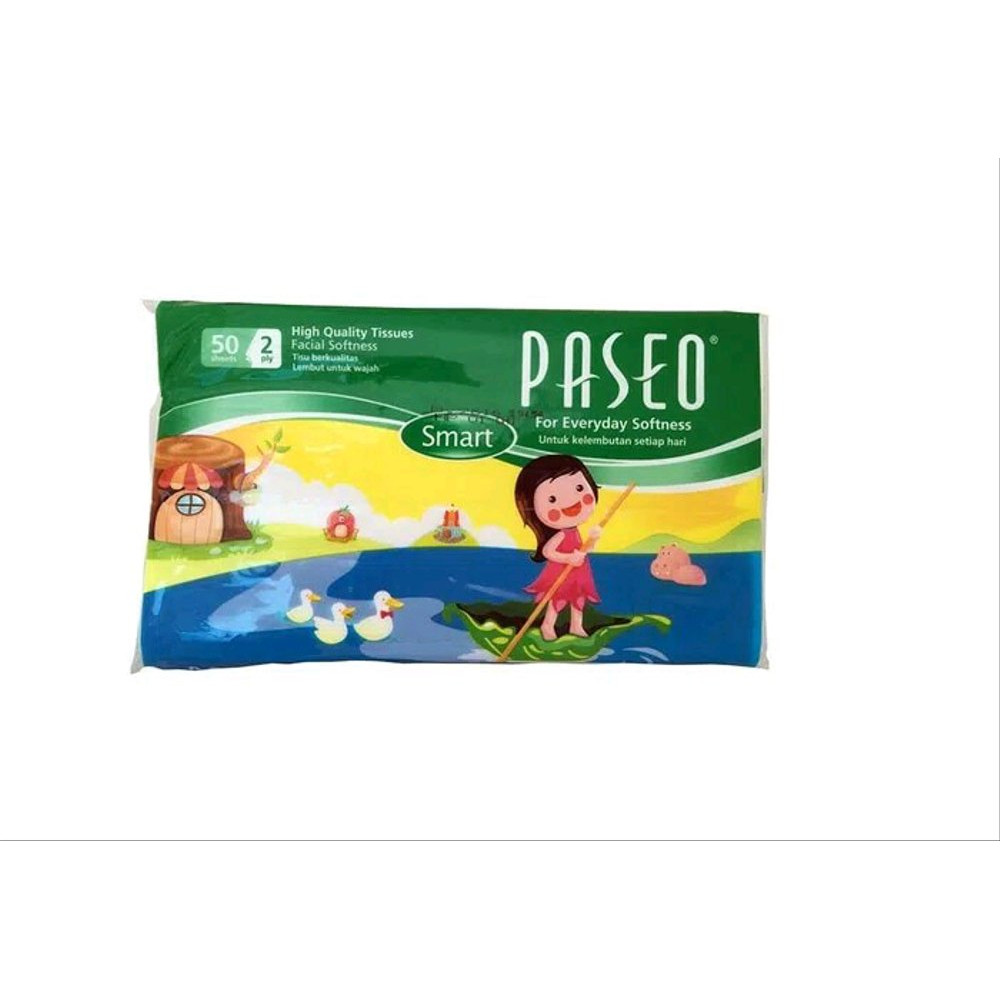 50 sheets
2 ply
High Quality Tissues
Facial Softness
Tisu berkualitas
Lembut untuk wajah
PASEO®
For Everyday Softness
Untuk kelembutan setiap hari
Smart